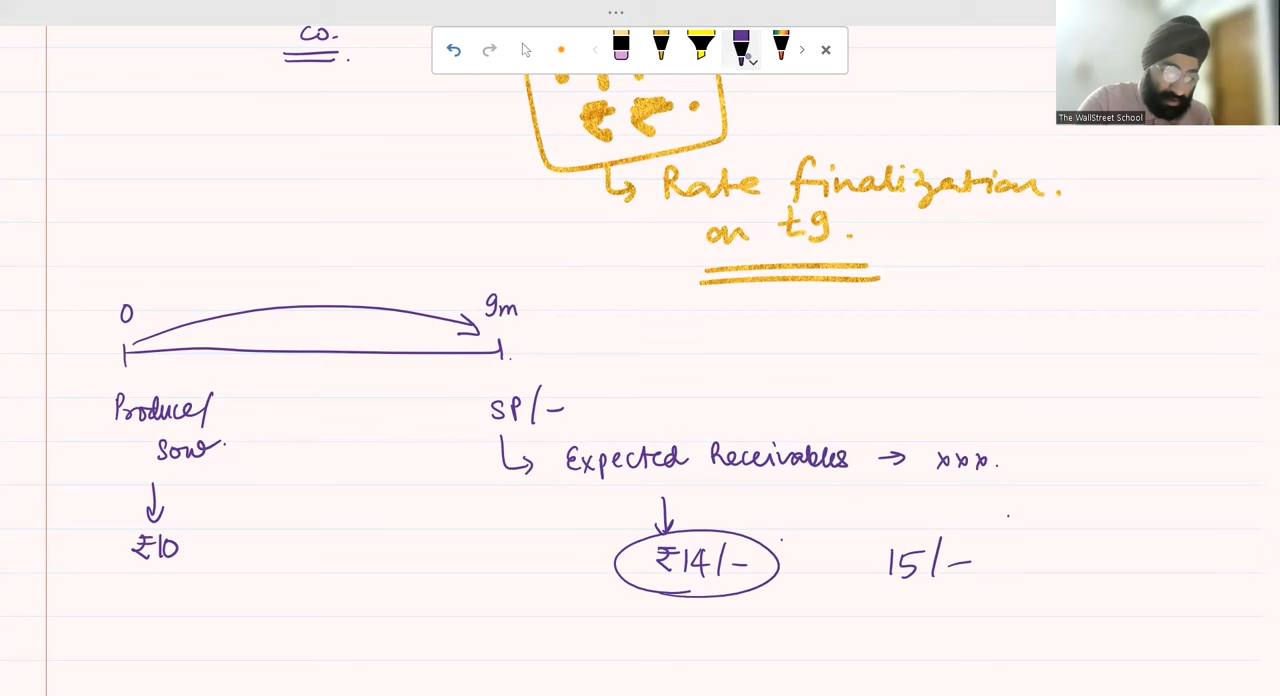 co.
The WallStreet School
Rate finalization.
on t9.
0
9m
Produce/
Sow.
SP/-
Expected Receivables → xxx.
₹10
₹14/-
15/-